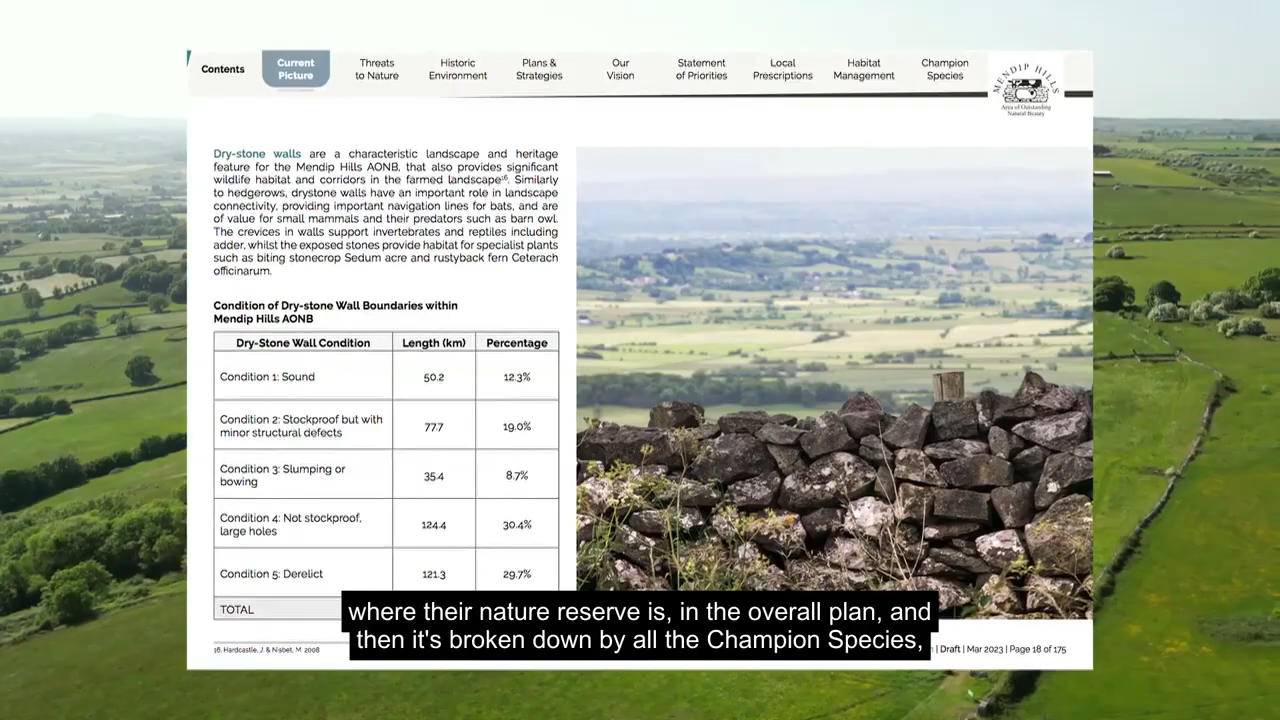 Contents
Current
Picture
Threats
to Nature
Historic
Environment
Plans &
Strategies
Our
Vision
Statement
of Priorities
Local
Prescriptions
Habitat
Management
Champion
Species
MENDIP HILLS
Area of Outstanding
Natural Beauty
Dry-stone walls are a characteristic landscape and heritage
feature for the Mendip Hills AONB, that also provides significant
wildlife habitat and corridors in the farmed landscape¹⁶. Similarly
to hedgerows, drystone walls have an important role in landscape
connectivity, providing important navigation lines for bats, and are
of value for small mammals and their predators such as barn owl.
The crevices in walls support invertebrates and reptiles including
adder, whilst the exposed stones provide habitat for specialist plants
such as biting stonecrop Sedum acre and rustyback fern Ceterach
officinarum.
Condition of Dry-stone Wall Boundaries within
Mendip Hills AONB
Dry-Stone Wall Condition Length (km) Percentage
Condition 1: Sound 50.2 12.3%
Condition 2: Stockproof but with
minor structural defects 77.7 19.0%
Condition 3: Slumping or
bowing 35.4 8.7%
Condition 4: Not stockproof,
large holes 124.4 30.4%
Condition 5: Derelict 121.3 29.7%
TOTAL
where their nature reserve is, in the overall plan, and
then it's broken down by all the Champion Species,
16. Hardcastle, J. & Nisbet, M. 2008
| Draft | Mar 2023 | Page 18 of 175